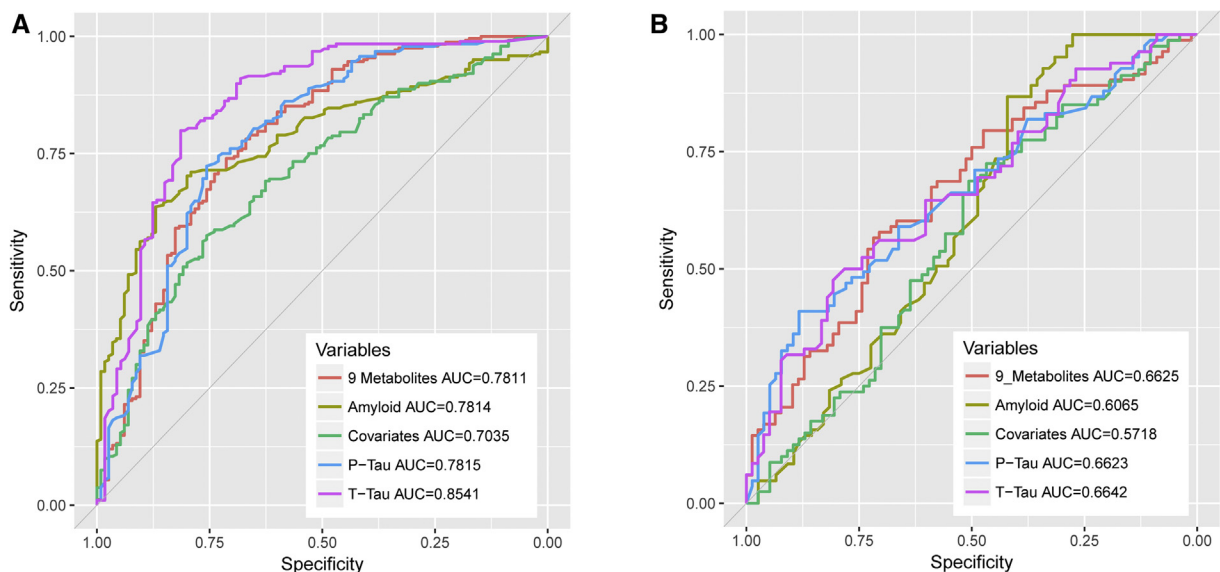 A
1.00
0.75
0.50
0.25
0.00
Sensitivity
1.00
0.75
0.50
0.25
0.00
Specificity
Variables
9 Metabolites AUC=0.7811
Amyloid AUC=0.7814
Covariates AUC=0.7035
P-Tau AUC=0.7815
T-Tau AUC=0.8541
B
1.00
0.75
0.50
0.25
0.00
Sensitivity
1.00
0.75
0.50
0.25
0.00
Specificity
Variables
9_Metabolites AUC=0.6625
Amyloid AUC=0.6065
Covariates AUC=0.5718
P-Tau AUC=0.6623
T-Tau AUC=0.6642